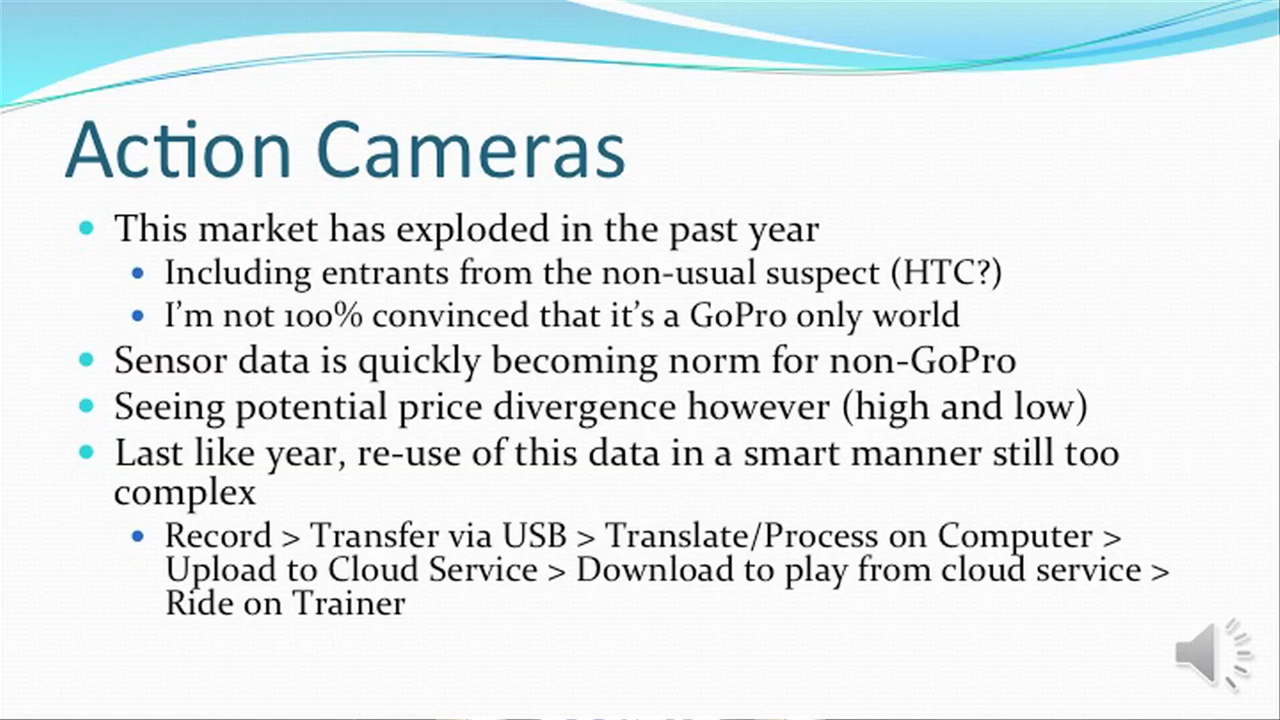 Action Cameras
This market has exploded in the past year
Including entrants from the non-usual suspect (HTC?)
I'm not 100% convinced that it's a GoPro only world
Sensor data is quickly becoming norm for non-GoPro
Seeing potential price divergence however (high and low)
Last like year, re-use of this data in a smart manner still too
complex
Record > Transfer via USB > Translate/Process on Computer >
Upload to Cloud Service > Download to play from cloud service >
Ride on Trainer